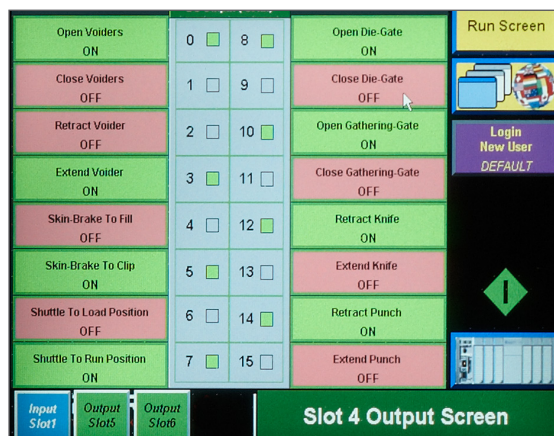 Open Voiders
ON
0
8
Open Die-Gate
ON
Close Voiders
OFF
1
9
Close Die-Gate
OFF
Retract Voider
OFF
2
10
Open Gathering-Gate
ON
Extend Voider
ON
3
11
Close Gathering-Gate
OFF
Skin-Brake To Fill
OFF
4
12
Retract Knife
ON
Skin-Brake To Clip
ON
5
13
Extend Knife
OFF
Shuttle To Load Position
OFF
6
14
Retract Punch
ON
Shuttle To Run Position
ON
7
15
Extend Punch
OFF
Run Screen
Login
New User
DEFAULT
Input
Slot1
Output
Slot5
Output
Slot6
Slot 4 Output Screen